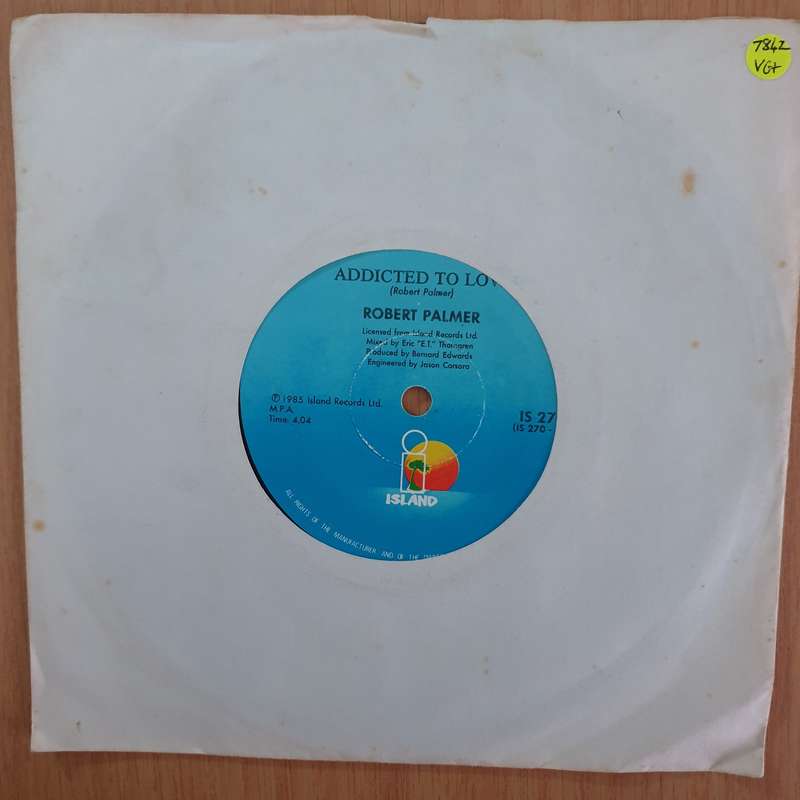 7842
VG+
ADDICTED TO LOV
(Robert Palmer)
ROBERT PALMER
Licensed from Island Records Ltd.
Mixed by Eric "E.T." Thorngren
Produced by Bernard Edwards
Engineered by Jason Corsaro
℗ 1985 Island Records Ltd.
M.P.A.
Time: 4,04
IS 27
(IS 270 -
ISLAND
ALL RIGHTS OF THE MANUFACTURER AND OF THE